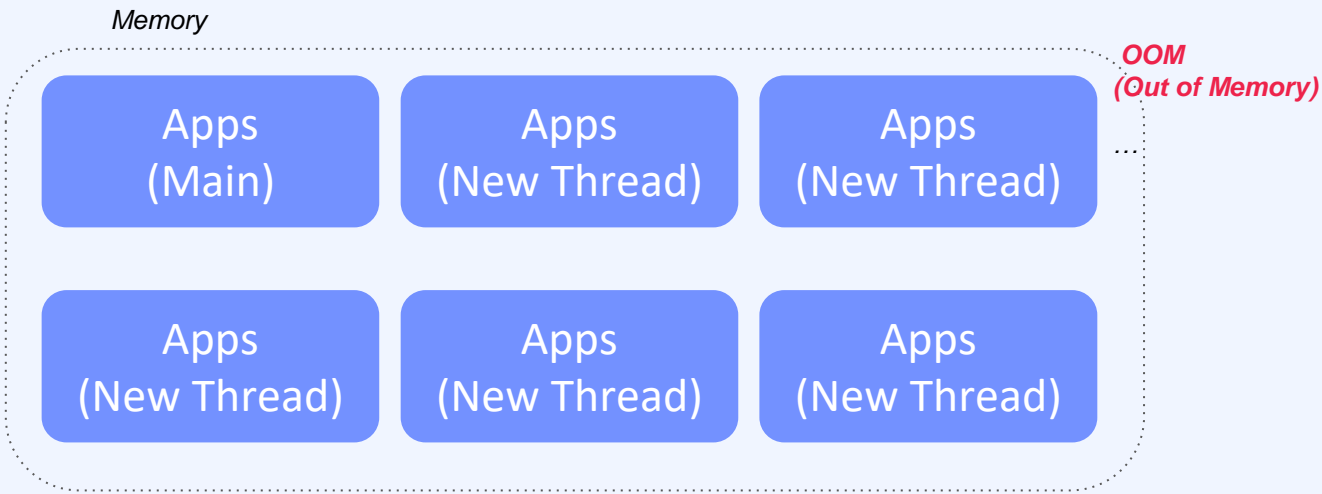 Memory
OOM
(Out of Memory)
Apps
(Main)
Apps
(New Thread)
Apps
(New Thread)
...
Apps
(New Thread)
Apps
(New Thread)
Apps
(New Thread)